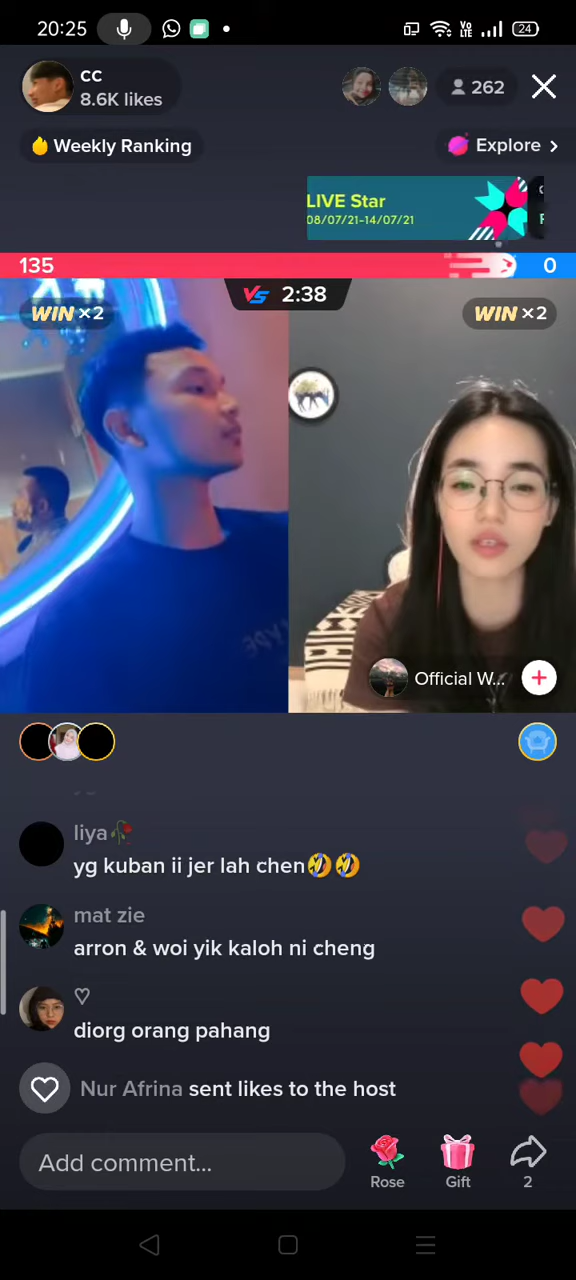 20:25
24
CC
8.6K likes
262
Weekly Ranking
Explore
LIVE Star
08/07/21-14/07/21
135
0
VS 2:38
WIN ×2
WIN ×2
Official W...
liya
yg kuban ii jer lah chen
mat zie
arron & woi yik kaloh ni cheng
diorg orang pahang
Nur Afrina sent likes to the host
Add comment...
Rose
Gift
2